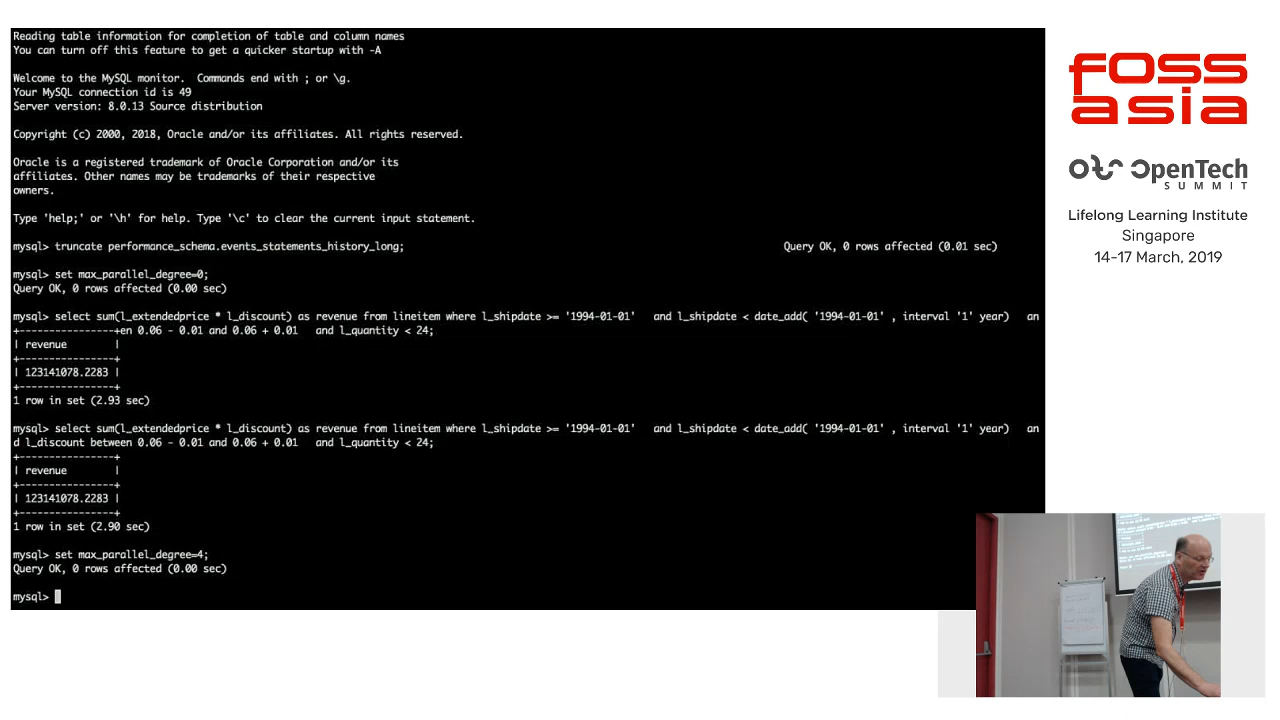 Reading table information for completion of table and column names
You can turn off this feature to get a quicker startup with -A
Welcome to the MySQL monitor.  Commands end with ; or \g.
Your MySQL connection id is 49
Server version: 8.0.13 Source distribution
Copyright (c) 2000, 2018, Oracle and/or its affiliates. All rights reserved.
Oracle is a registered trademark of Oracle Corporation and/or its
affiliates. Other names may be trademarks of their respective
owners.
Type 'help;' or '\h' for help. Type '\c' to clear the current input statement.
mysql> truncate performance_schema.events_statements_history_long; Query OK, 0 rows affected (0.01 sec)
mysql> set max_parallel_degree=0;
Query OK, 0 rows affected (0.00 sec)
mysql> select sum(l_extendedprice * l_discount) as revenue from lineitem where l_shipdate >= '1994-01-01'   and l_shipdate < date_add( '1994-01-01' , interval '1' year)   an
+----------------+en 0.06 - 0.01 and 0.06 + 0.01   and l_quantity < 24;
| revenue        |
+----------------+
| 123141078.2283 |
+----------------+
1 row in set (2.93 sec)
mysql> select sum(l_extendedprice * l_discount) as revenue from lineitem where l_shipdate >= '1994-01-01'   and l_shipdate < date_add( '1994-01-01' , interval '1' year)   an
d l_discount between 0.06 - 0.01 and 0.06 + 0.01   and l_quantity < 24;
+----------------+
| revenue        |
+----------------+
| 123141078.2283 |
+----------------+
1 row in set (2.90 sec)
mysql> set max_parallel_degree=4;
Query OK, 0 rows affected (0.00 sec)
mysql>
fOSS
asia
OpenTech
SUMMIT
Lifelong Learning Institute
Singapore
14-17 March, 2019